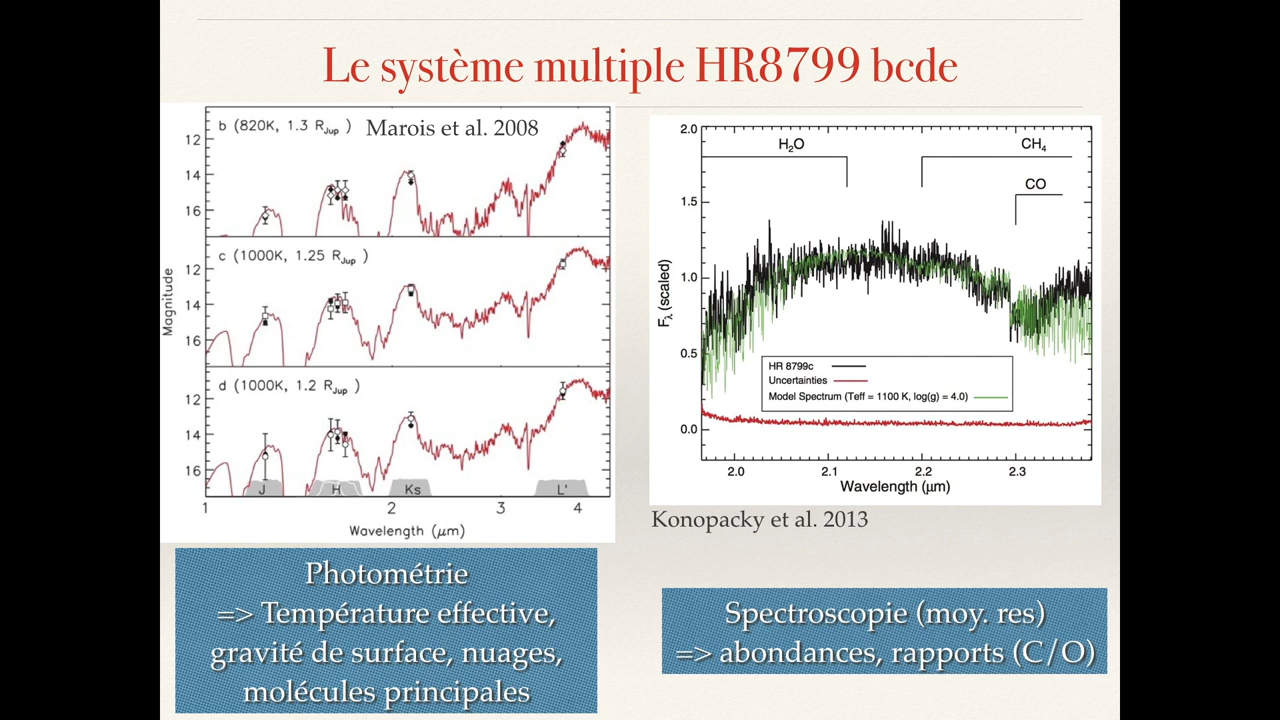 Le système multiple HR8799 bcde
b (820K, 1.3 RJup )
Marois et al. 2008
12
14
16
c (1000K, 1.25 RJup )
12
14
16
d (1000K, 1.2 RJup )
12
14
16
Magnitude
J
H
Ks
L'
1
2
3
4
Wavelength (μm)
2.0
1.5
1.0
0.5
0.0
Fλ (scaled)
H2O
CH4
CO
HR 8799c
Uncertainties
Model Spectrum (Teff = 1100 K, log(g) = 4.0)
2.0
2.1
2.2
2.3
Wavelength (μm)
Konopacky et al. 2013
Photométrie
=> Température effective,
gravité de surface, nuages,
molécules principales
Spectroscopie (moy. res)
=> abondances, rapports (C/O)